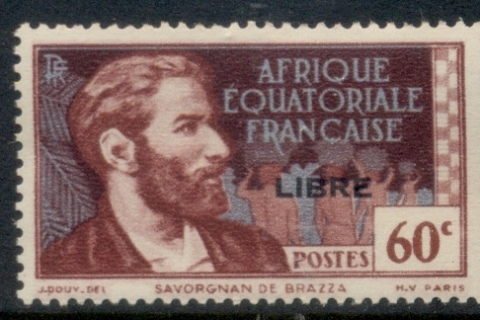 RF
AFRIQUE
ÉQUATORIALE
FRANÇAISE
LIBRE
POSTES 60c
J.DOUY.DEL SAVORGNAN DE BRAZZA H.V PARIS